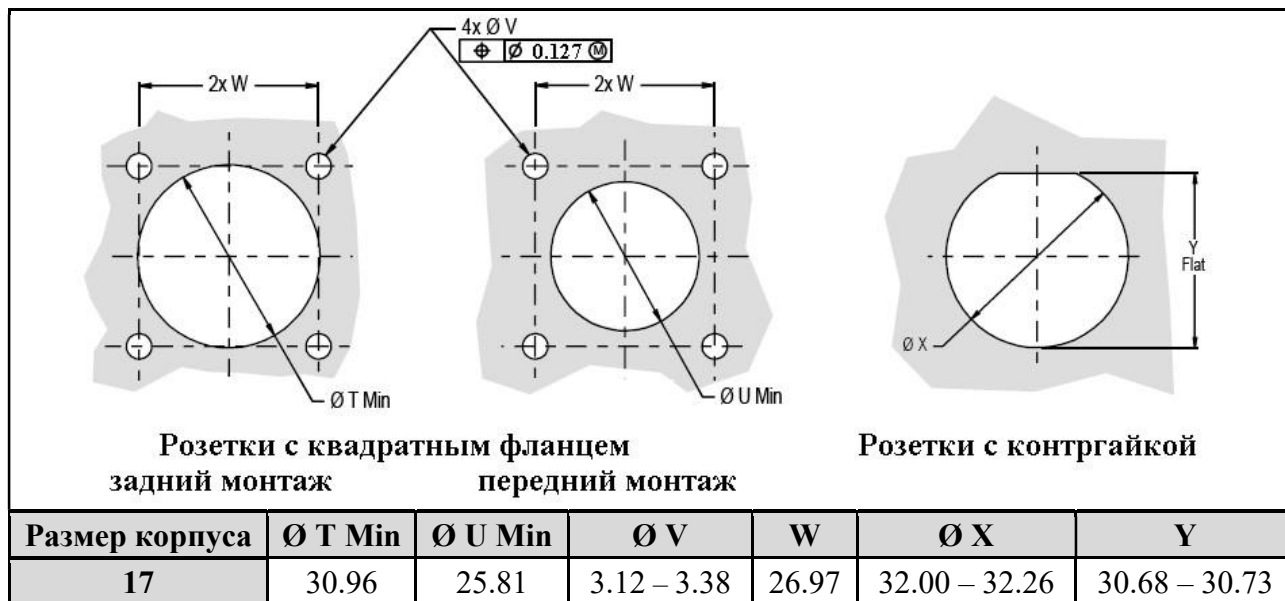 4x Ø V
⌖ Ø 0.127 Ⓜ
2x W
2x W
Y
Flat
Ø X
Ø T Min
Ø U Min
Розетки с квадратным фланцем
Розетки с контргайкой
задний монтаж
передний монтаж
Размер корпуса Ø T Min Ø U Min Ø V W Ø X Y
17 30.96 25.81 3.12 – 3.38 26.97 32.00 – 32.26 30.68 – 30.73